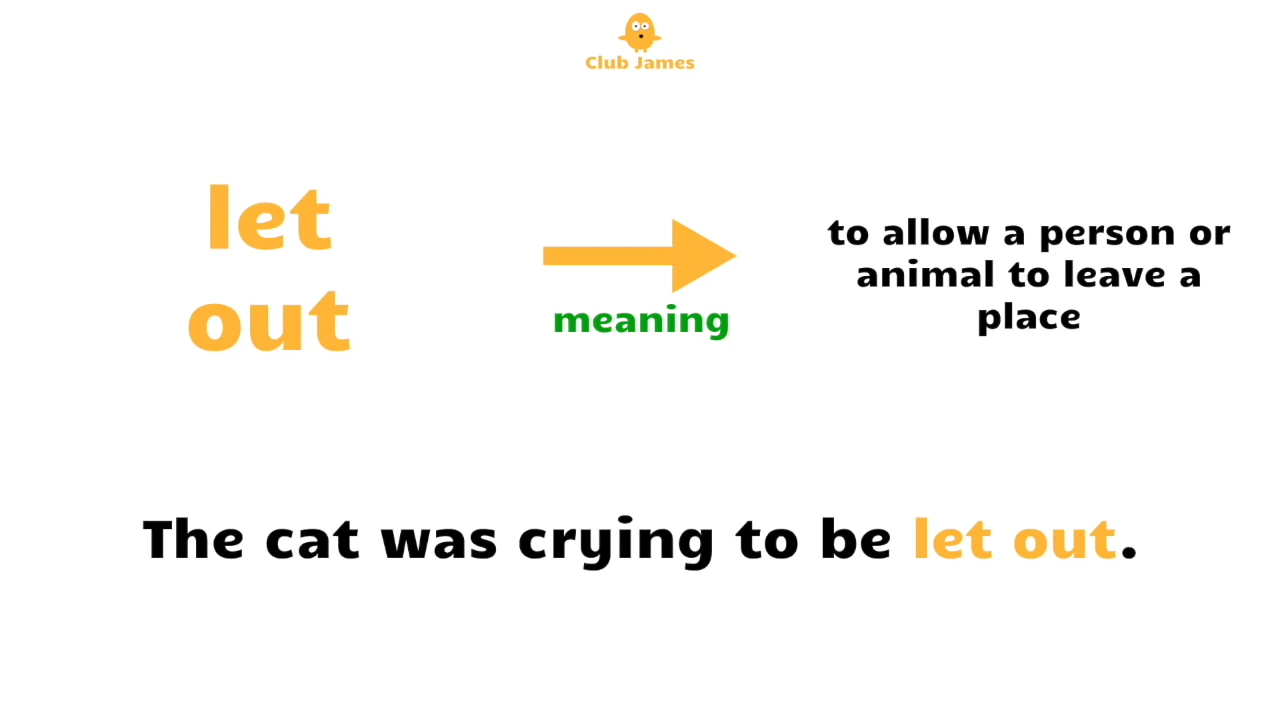 Club James
let
out
meaning
to allow a person or
animal to leave a
place
The cat was crying to be let out.